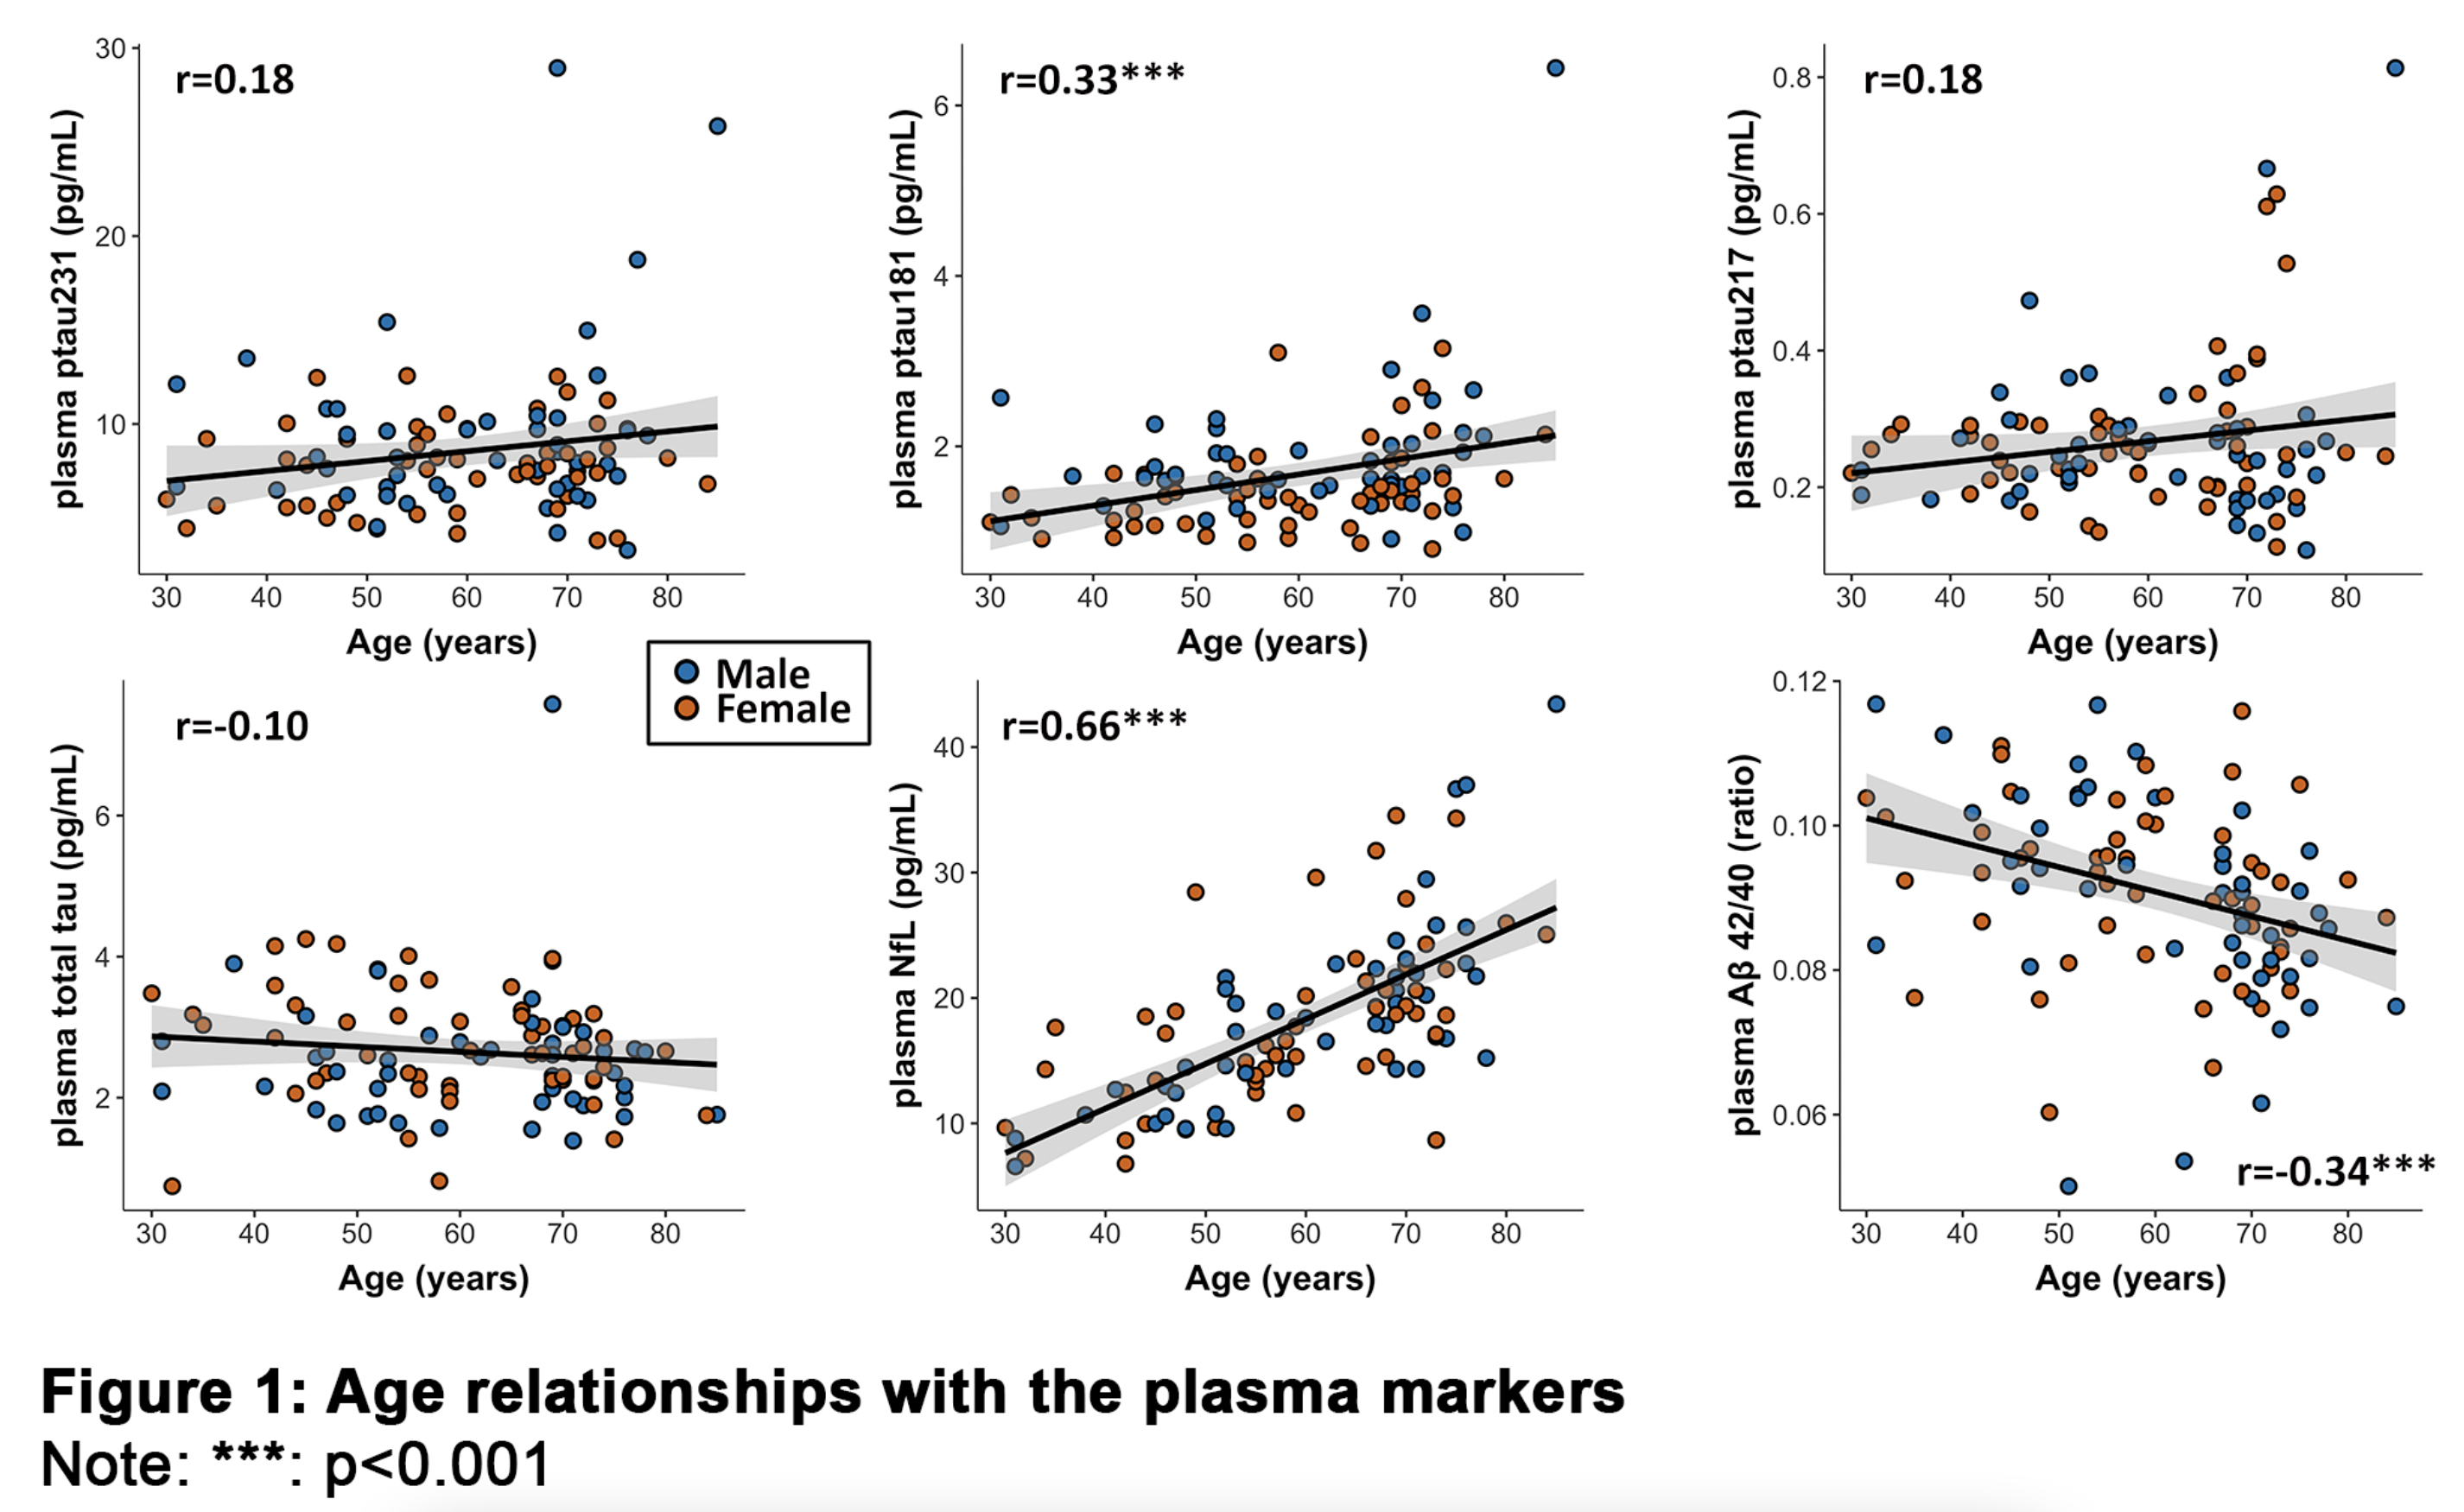 r=0.18
plasma ptau231 (pg/mL)
30
20
10
30 40 50 60 70 80
Age (years)
r=0.33***
plasma ptau181 (pg/mL)
6
4
2
30 40 50 60 70 80
Age (years)
r=0.18
plasma ptau217 (pg/mL)
0.8
0.6
0.4
0.2
30 40 50 60 70 80
Age (years)
Male
Female
r=-0.10
plasma total tau (pg/mL)
6
4
2
30 40 50 60 70 80
Age (years)
r=0.66***
plasma NfL (pg/mL)
40
30
20
10
30 40 50 60 70 80
Age (years)
plasma Aβ 42/40 (ratio)
0.12
0.10
0.08
0.06
r=-0.34***
30 40 50 60 70 80
Age (years)
Figure 1: Age relationships with the plasma markers
Note: ***: p<0.001